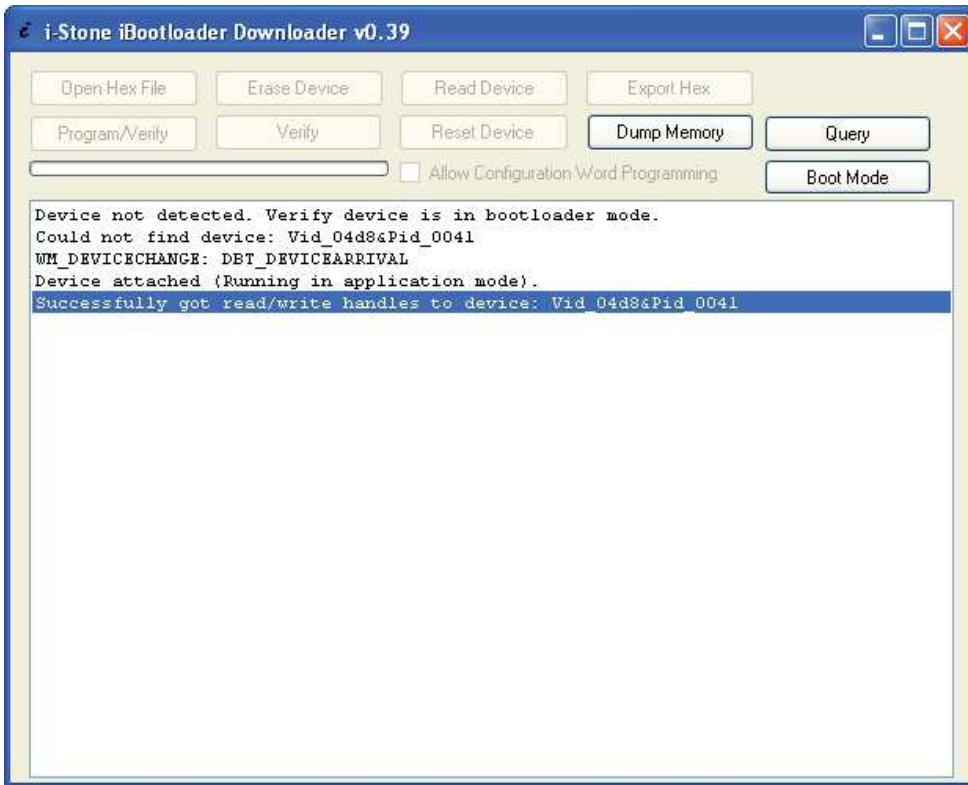 i-Stone iBootloader Downloader v0.39
Open Hex File Erase Device Read Device Export Hex
Program/Verify Verify Reset Device Dump Memory Query
Allow Configuration Word Programming Boot Mode
Device not detected. Verify device is in bootloader mode.
Could not find device: Vid_04d8&Pid_0041
WM_DEVICECHANGE: DBT_DEVICEARRIVAL
Device attached (Running in application mode).
Successfully got read/write handles to device: Vid_04d8&Pid_0041